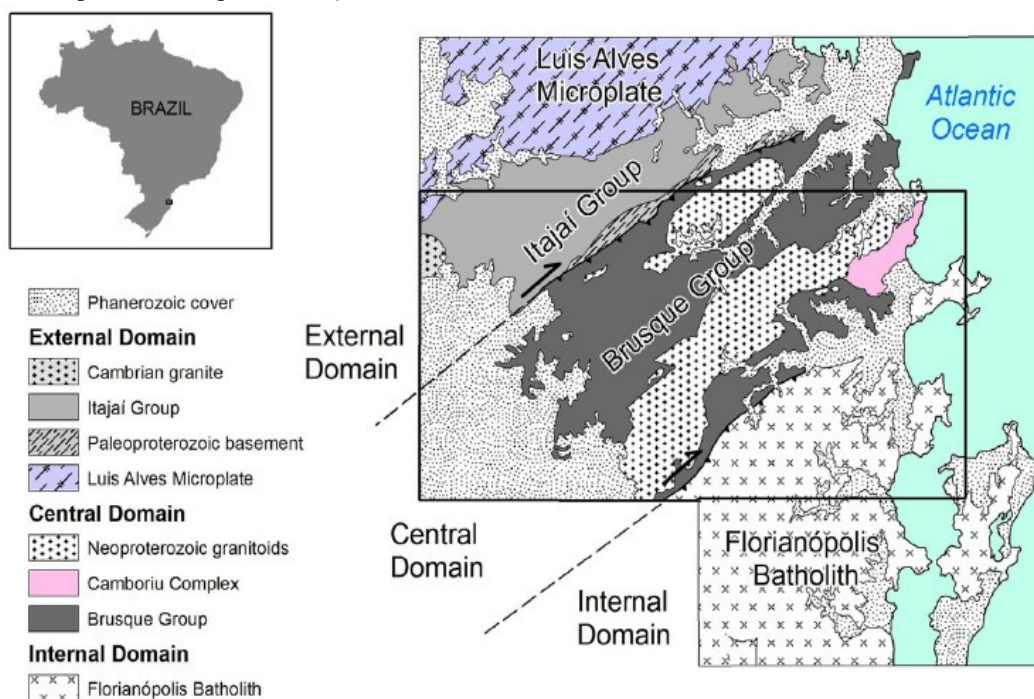 BRAZIL
Luis Alves
Microplate
Atlantic
Ocean
Itajaí Group
Brusque Group
External
Domain
Central
Domain
Internal
Domain
Florianópolis
Batholith
Phanerozoic cover
External Domain
Cambrian granite
Itajaí Group
Paleoproterozoic basement
Luis Alves Microplate
Central Domain
Neoproterozoic granitoids
Camboriu Complex
Brusque Group
Internal Domain
Florianópolis Batholith